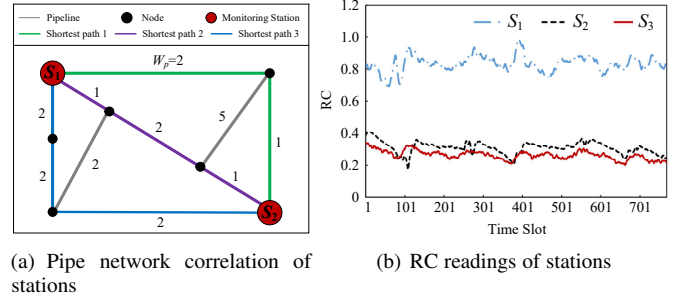 Pipeline Node Monitoring Station
Shortest path 1 Shortest path 2 Shortest path 3
S1 Wp=2
1
2 5
2 1
2
2 1
S2
2
(a) Pipe network correlation of
stations
S1 S2 S3
1.2
1.0
0.8
RC
0.6
0.4
0.2
0
1 101 201 301 401 501 601 701
Time Slot
(b) RC readings of stations